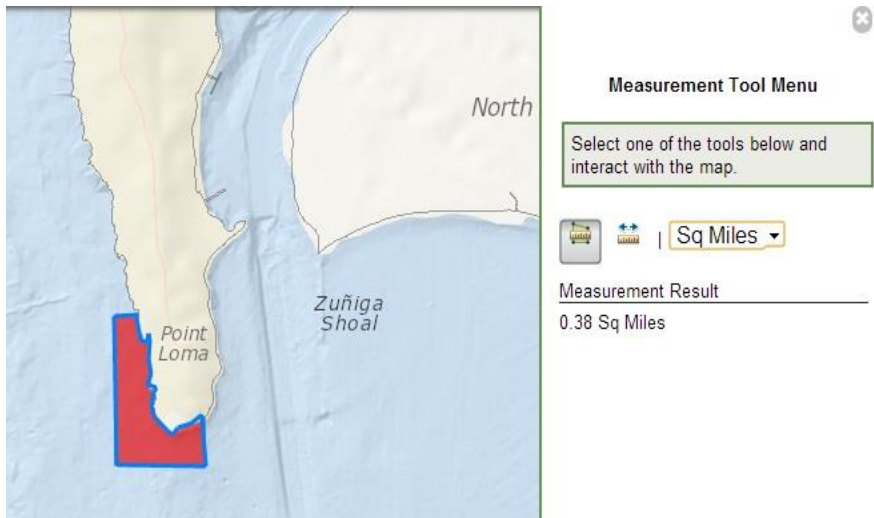 North
Point
Loma
Zuñiga
Shoal
Measurement Tool Menu
Select one of the tools below and
interact with the map.
| Sq Miles
Measurement Result
0.38 Sq Miles